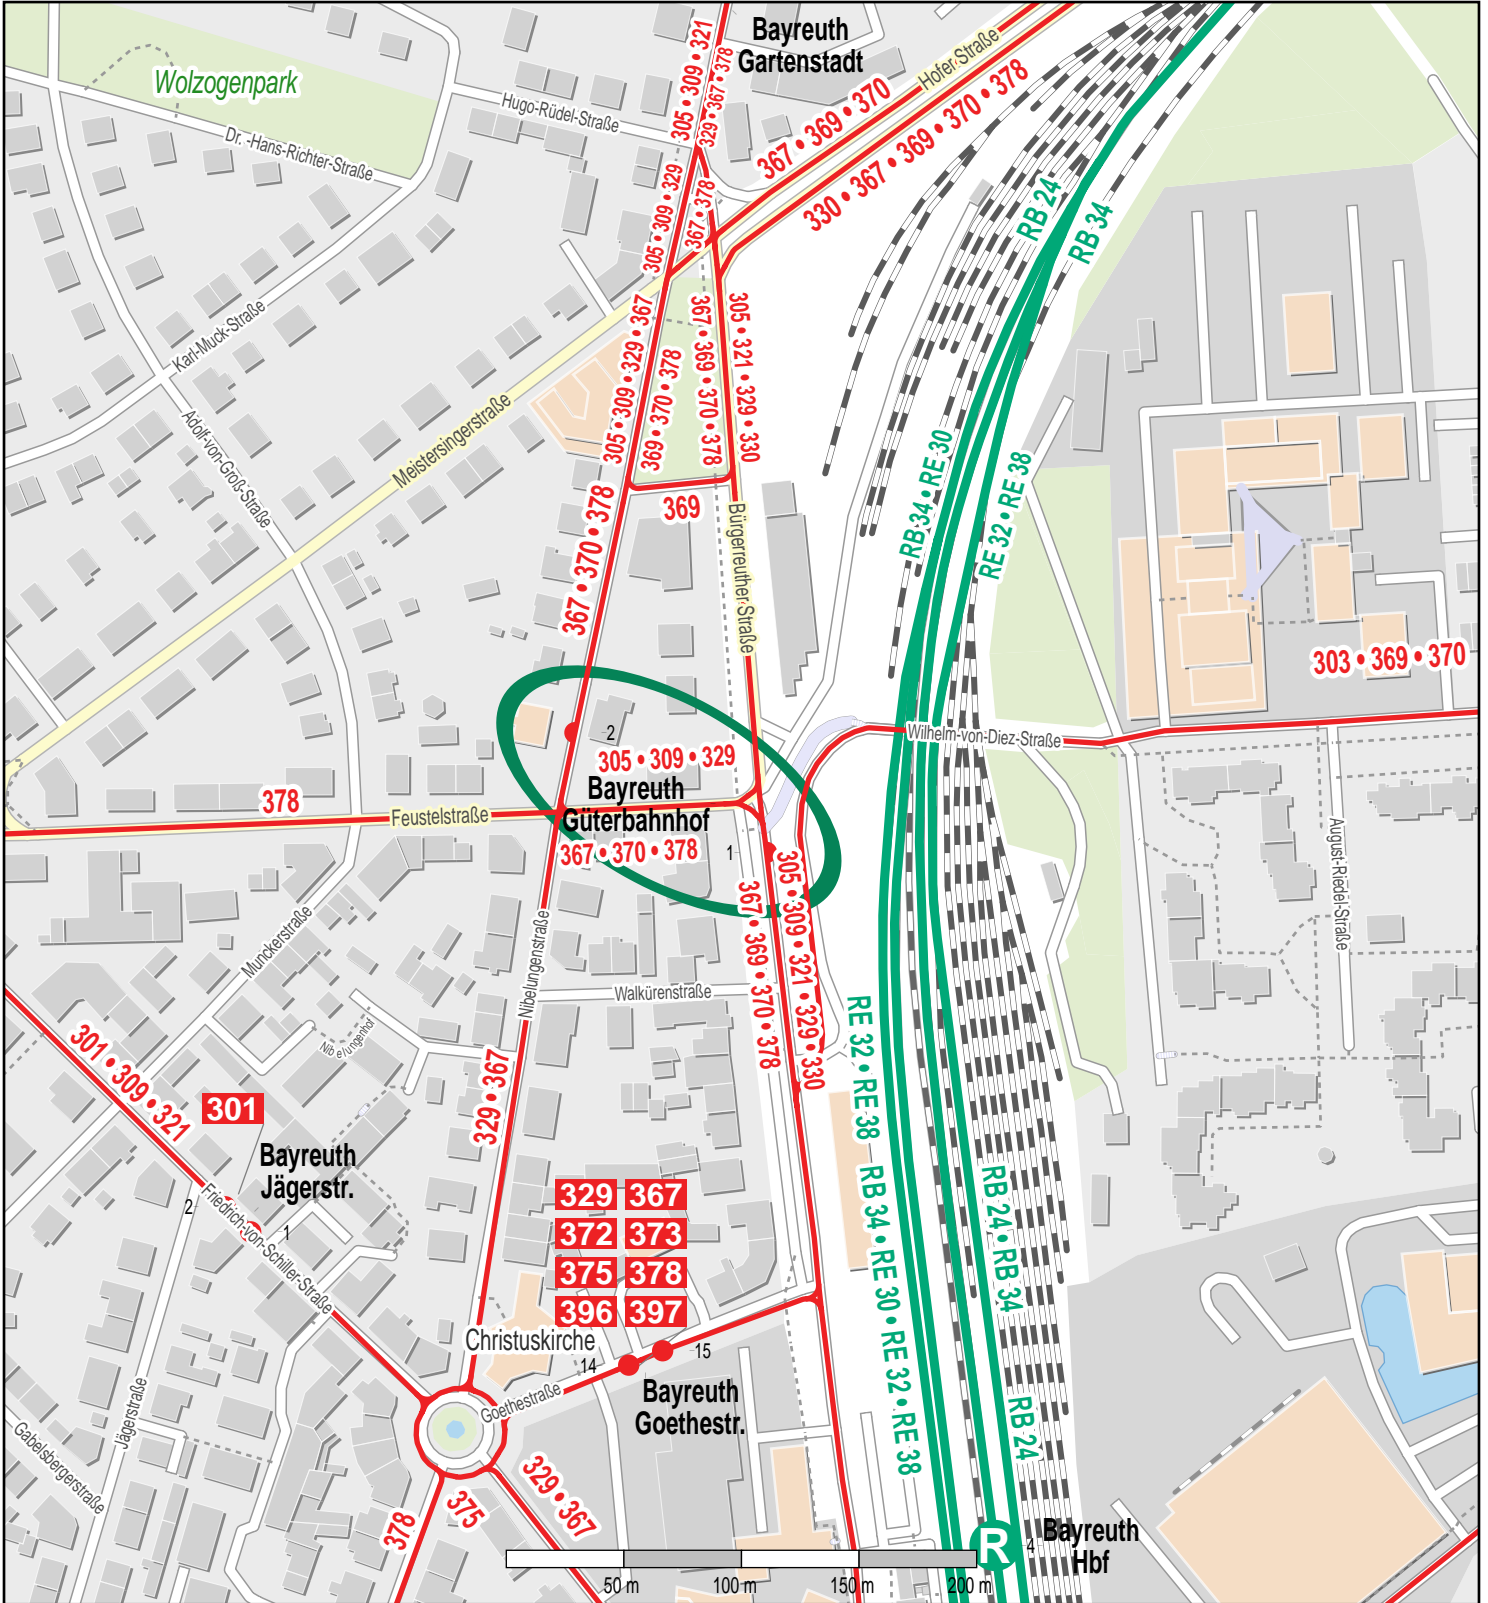 Bayreuth
Gartenstadt
305 • 309 • 321
329 • 367 • 378
Hofer Straße
Wolzogenpark
Hugo-Rüdel-Straße
Dr. -Hans-Richter-Straße
367 • 369 • 370
330 • 367 • 369 • 370 • 378
305 • 309 • 329
367 • 378
RB 24
RB 34
Karl-Muck-Straße
305 • 309 • 329 • 367
369 • 370 • 378
367 • 369 • 370 • 378
305 • 321 • 329 • 330
Adolf-von-Groß-Straße
Meistersingerstraße
RB 34 • RE 30
RE 32 • RE 38
369
367 • 370 • 378
Bürgerreuther Straße
303 • 369 • 370
2
305 • 309 • 329
Bayreuth
Güterbahnhof
367 • 370 • 378
1
Wilhelm-von-Diez-Straße
378
Feustelstraße
August-Riedel-Straße
Munckerstraße
Nibelungenstraße
Walkürenstraße
367 • 369 • 370 • 378
305 • 309 • 321 • 329 • 330
Nibelungenhof
301 • 309 • 321
301
Bayreuth
Jägerstr.
2
1
Friedrich-von-Schiller-Straße
329 • 367
RE 32 • RE 38
RB 34 • RE 30 • RE 32 • RE 38
RB 24 • RB 34
RB 24
329 367
372 373
375 378
396 397
Christuskirche
14
15
Goethestraße
Bayreuth
Goethestr.
Jägerstraße
Gabelsbergerstraße
378
375
329 • 367
R
4
Bayreuth
Hbf
50 m
100 m
150 m
200 m